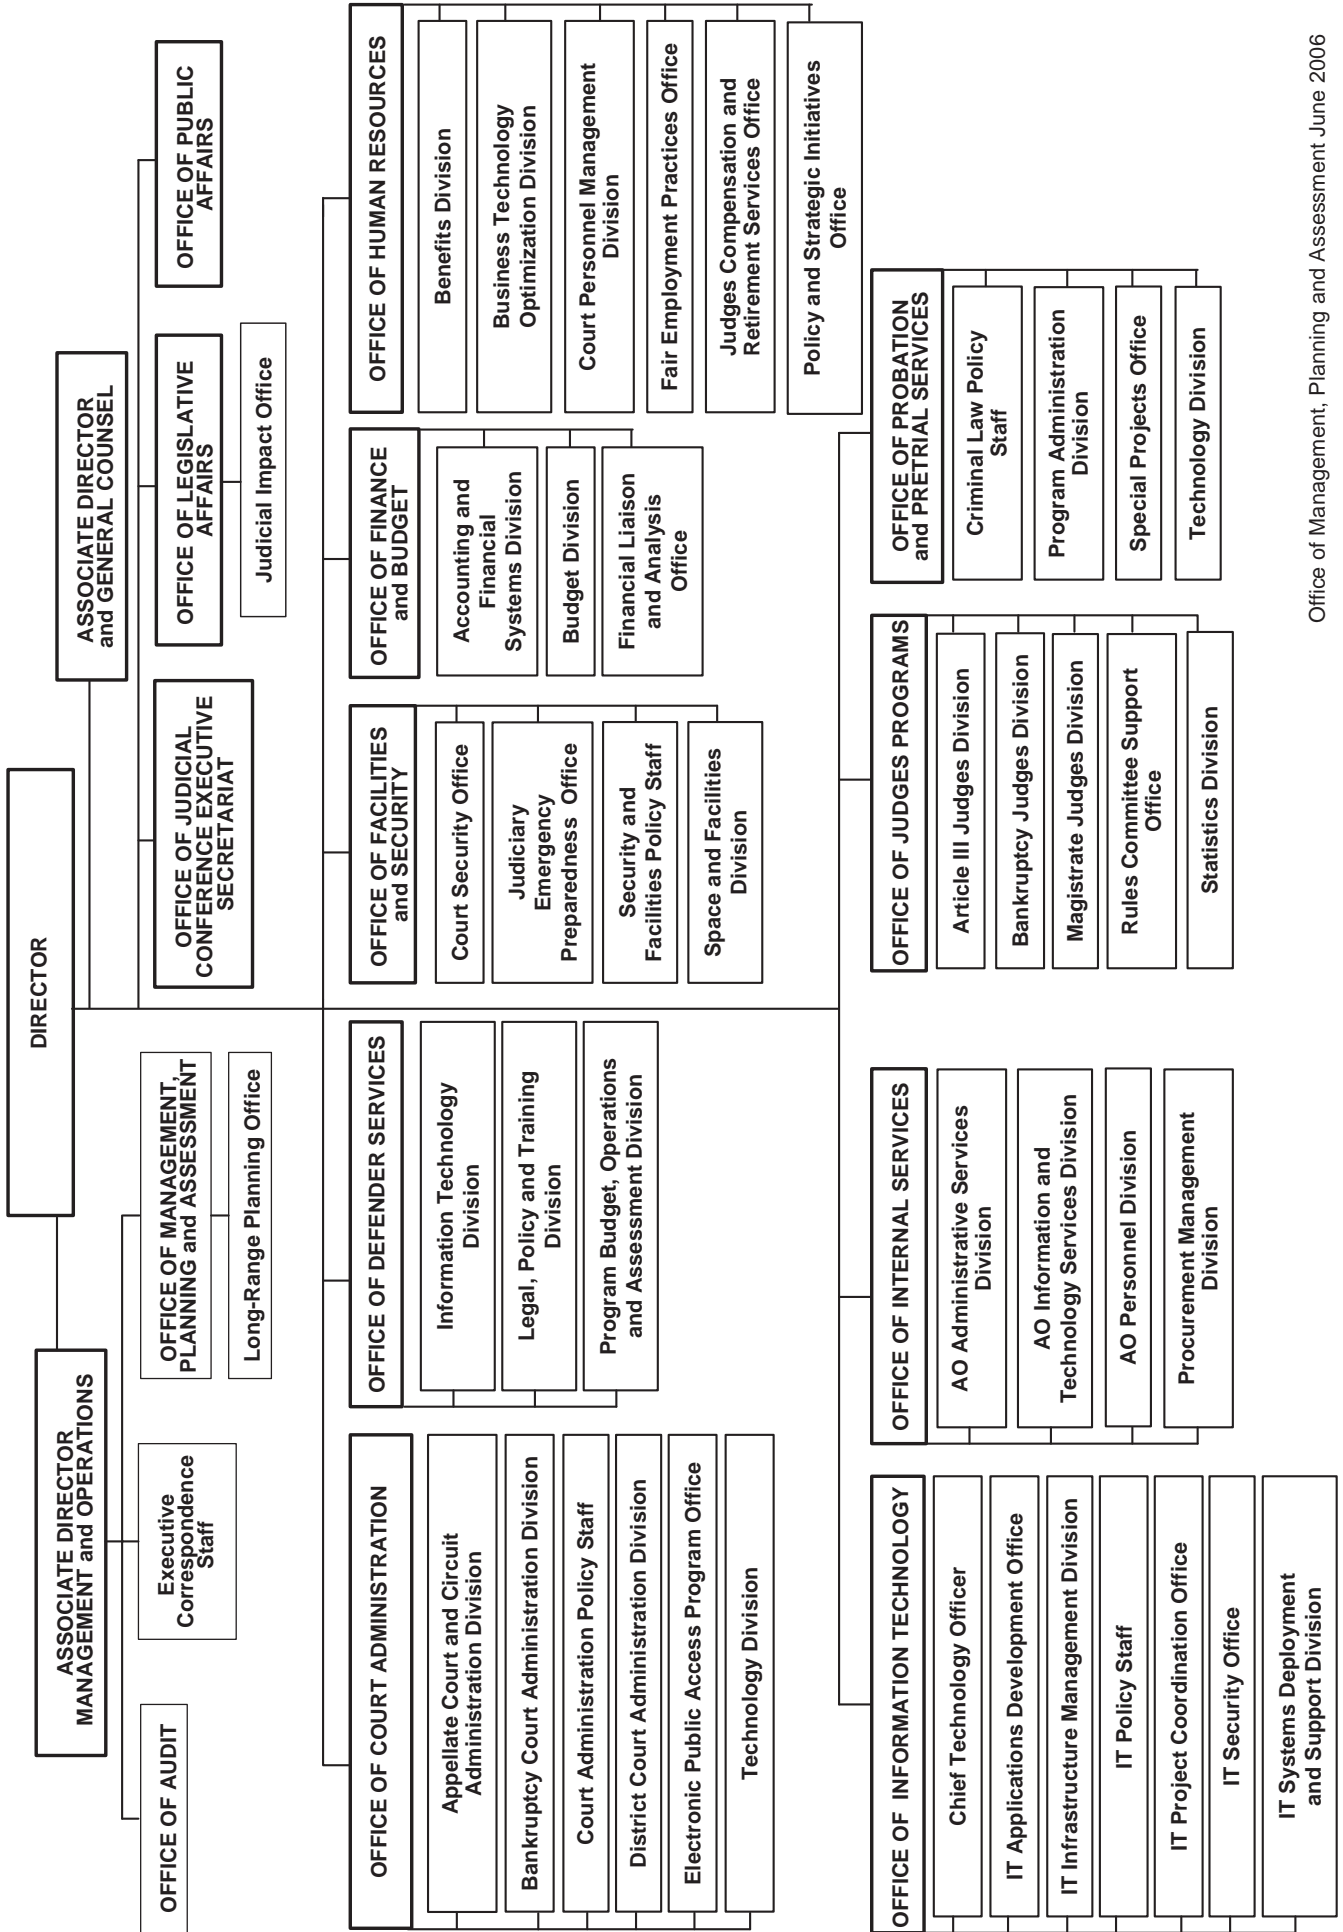 DIRECTOR
ASSOCIATE DIRECTOR
MANAGEMENT and OPERATIONS
ASSOCIATE DIRECTOR
and GENERAL COUNSEL
OFFICE OF AUDIT
Executive
Correspondence
Staff
OFFICE OF MANAGEMENT,
PLANNING and ASSESSMENT
Long-Range Planning Office
OFFICE OF JUDICIAL
CONFERENCE EXECUTIVE
SECRETARIAT
OFFICE OF LEGISLATIVE
AFFAIRS
Judicial Impact Office
OFFICE OF PUBLIC
AFFAIRS
OFFICE OF COURT ADMINISTRATION
Appellate Court and Circuit
Administration Division
Bankruptcy Court Administration Division
Court Administration Policy Staff
District Court Administration Division
Electronic Public Access Program Office
Technology Division
OFFICE OF DEFENDER SERVICES
Information Technology
Division
Legal, Policy and Training
Division
Program Budget, Operations
and Assessment Division
OFFICE OF FACILITIES
and SECURITY
Court Security Office
Judiciary
Emergency
Preparedness Office
Security and
Facilities Policy Staff
Space and Facilities
Division
OFFICE OF FINANCE
and BUDGET
Accounting and
Financial
Systems Division
Budget Division
Financial Liaison
and Analysis
Office
OFFICE OF HUMAN RESOURCES
Benefits Division
Business Technology
Optimization Division
Court Personnel Management
Division
Fair Employment Practices Office
Judges Compensation and
Retirement Services Office
Policy and Strategic Initiatives
Office
OFFICE OF INFORMATION TECHNOLOGY
Chief Technology Officer
IT Applications Development Office
IT Infrastructure Management Division
IT Policy Staff
IT Project Coordination Office
IT Security Office
IT Systems Deployment
and Support Division
OFFICE OF INTERNAL SERVICES
AO Administrative Services
Division
AO Information and
Technology Services Division
AO Personnel Division
Procurement Management
Division
OFFICE OF JUDGES PROGRAMS
Article III Judges Division
Bankruptcy Judges Division
Magistrate Judges Division
Rules Committee Support
Office
Statistics Division
OFFICE OF PROBATION
and PRETRIAL SERVICES
Criminal Law Policy
Staff
Program Administration
Division
Special Projects Office
Technology Division
Office of Management, Planning and Assessment June 2006